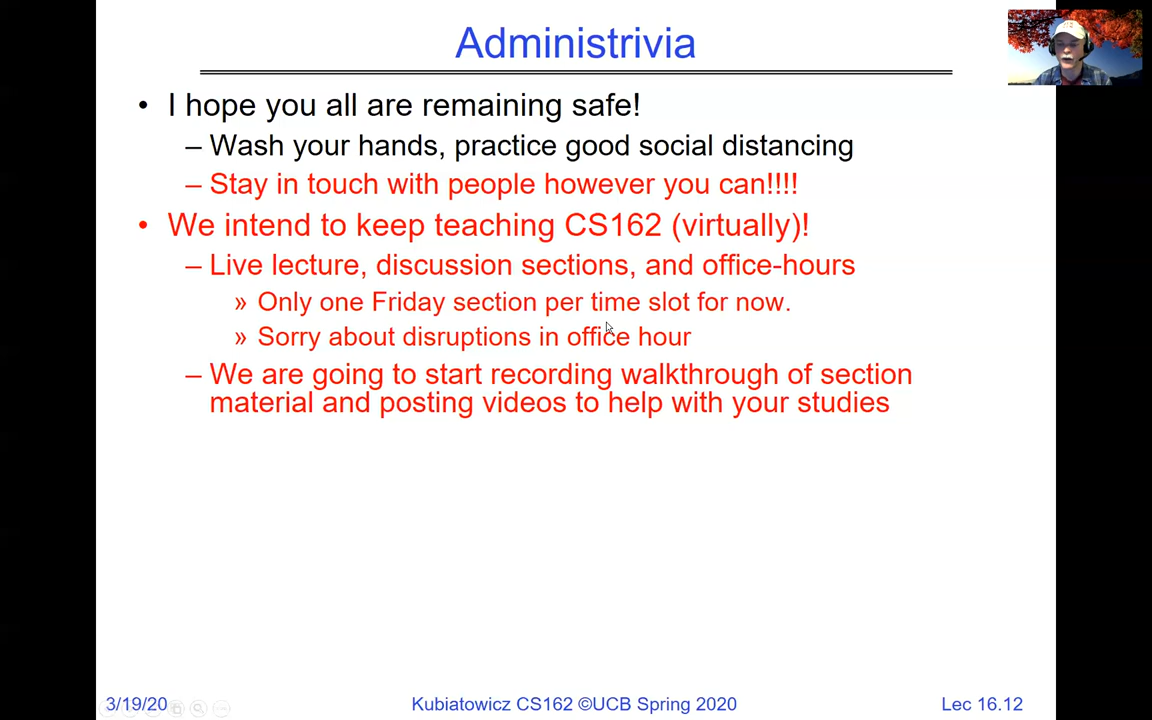 Administrivia
• I hope you all are remaining safe!
– Wash your hands, practice good social distancing
– Stay in touch with people however you can!!!!
• We intend to keep teaching CS162 (virtually)!
– Live lecture, discussion sections, and office-hours
» Only one Friday section per time slot for now.
» Sorry about disruptions in office hour
– We are going to start recording walkthrough of section
material and posting videos to help with your studies
3/19/20
Kubiatowicz CS162 ©UCB Spring 2020
Lec 16.12